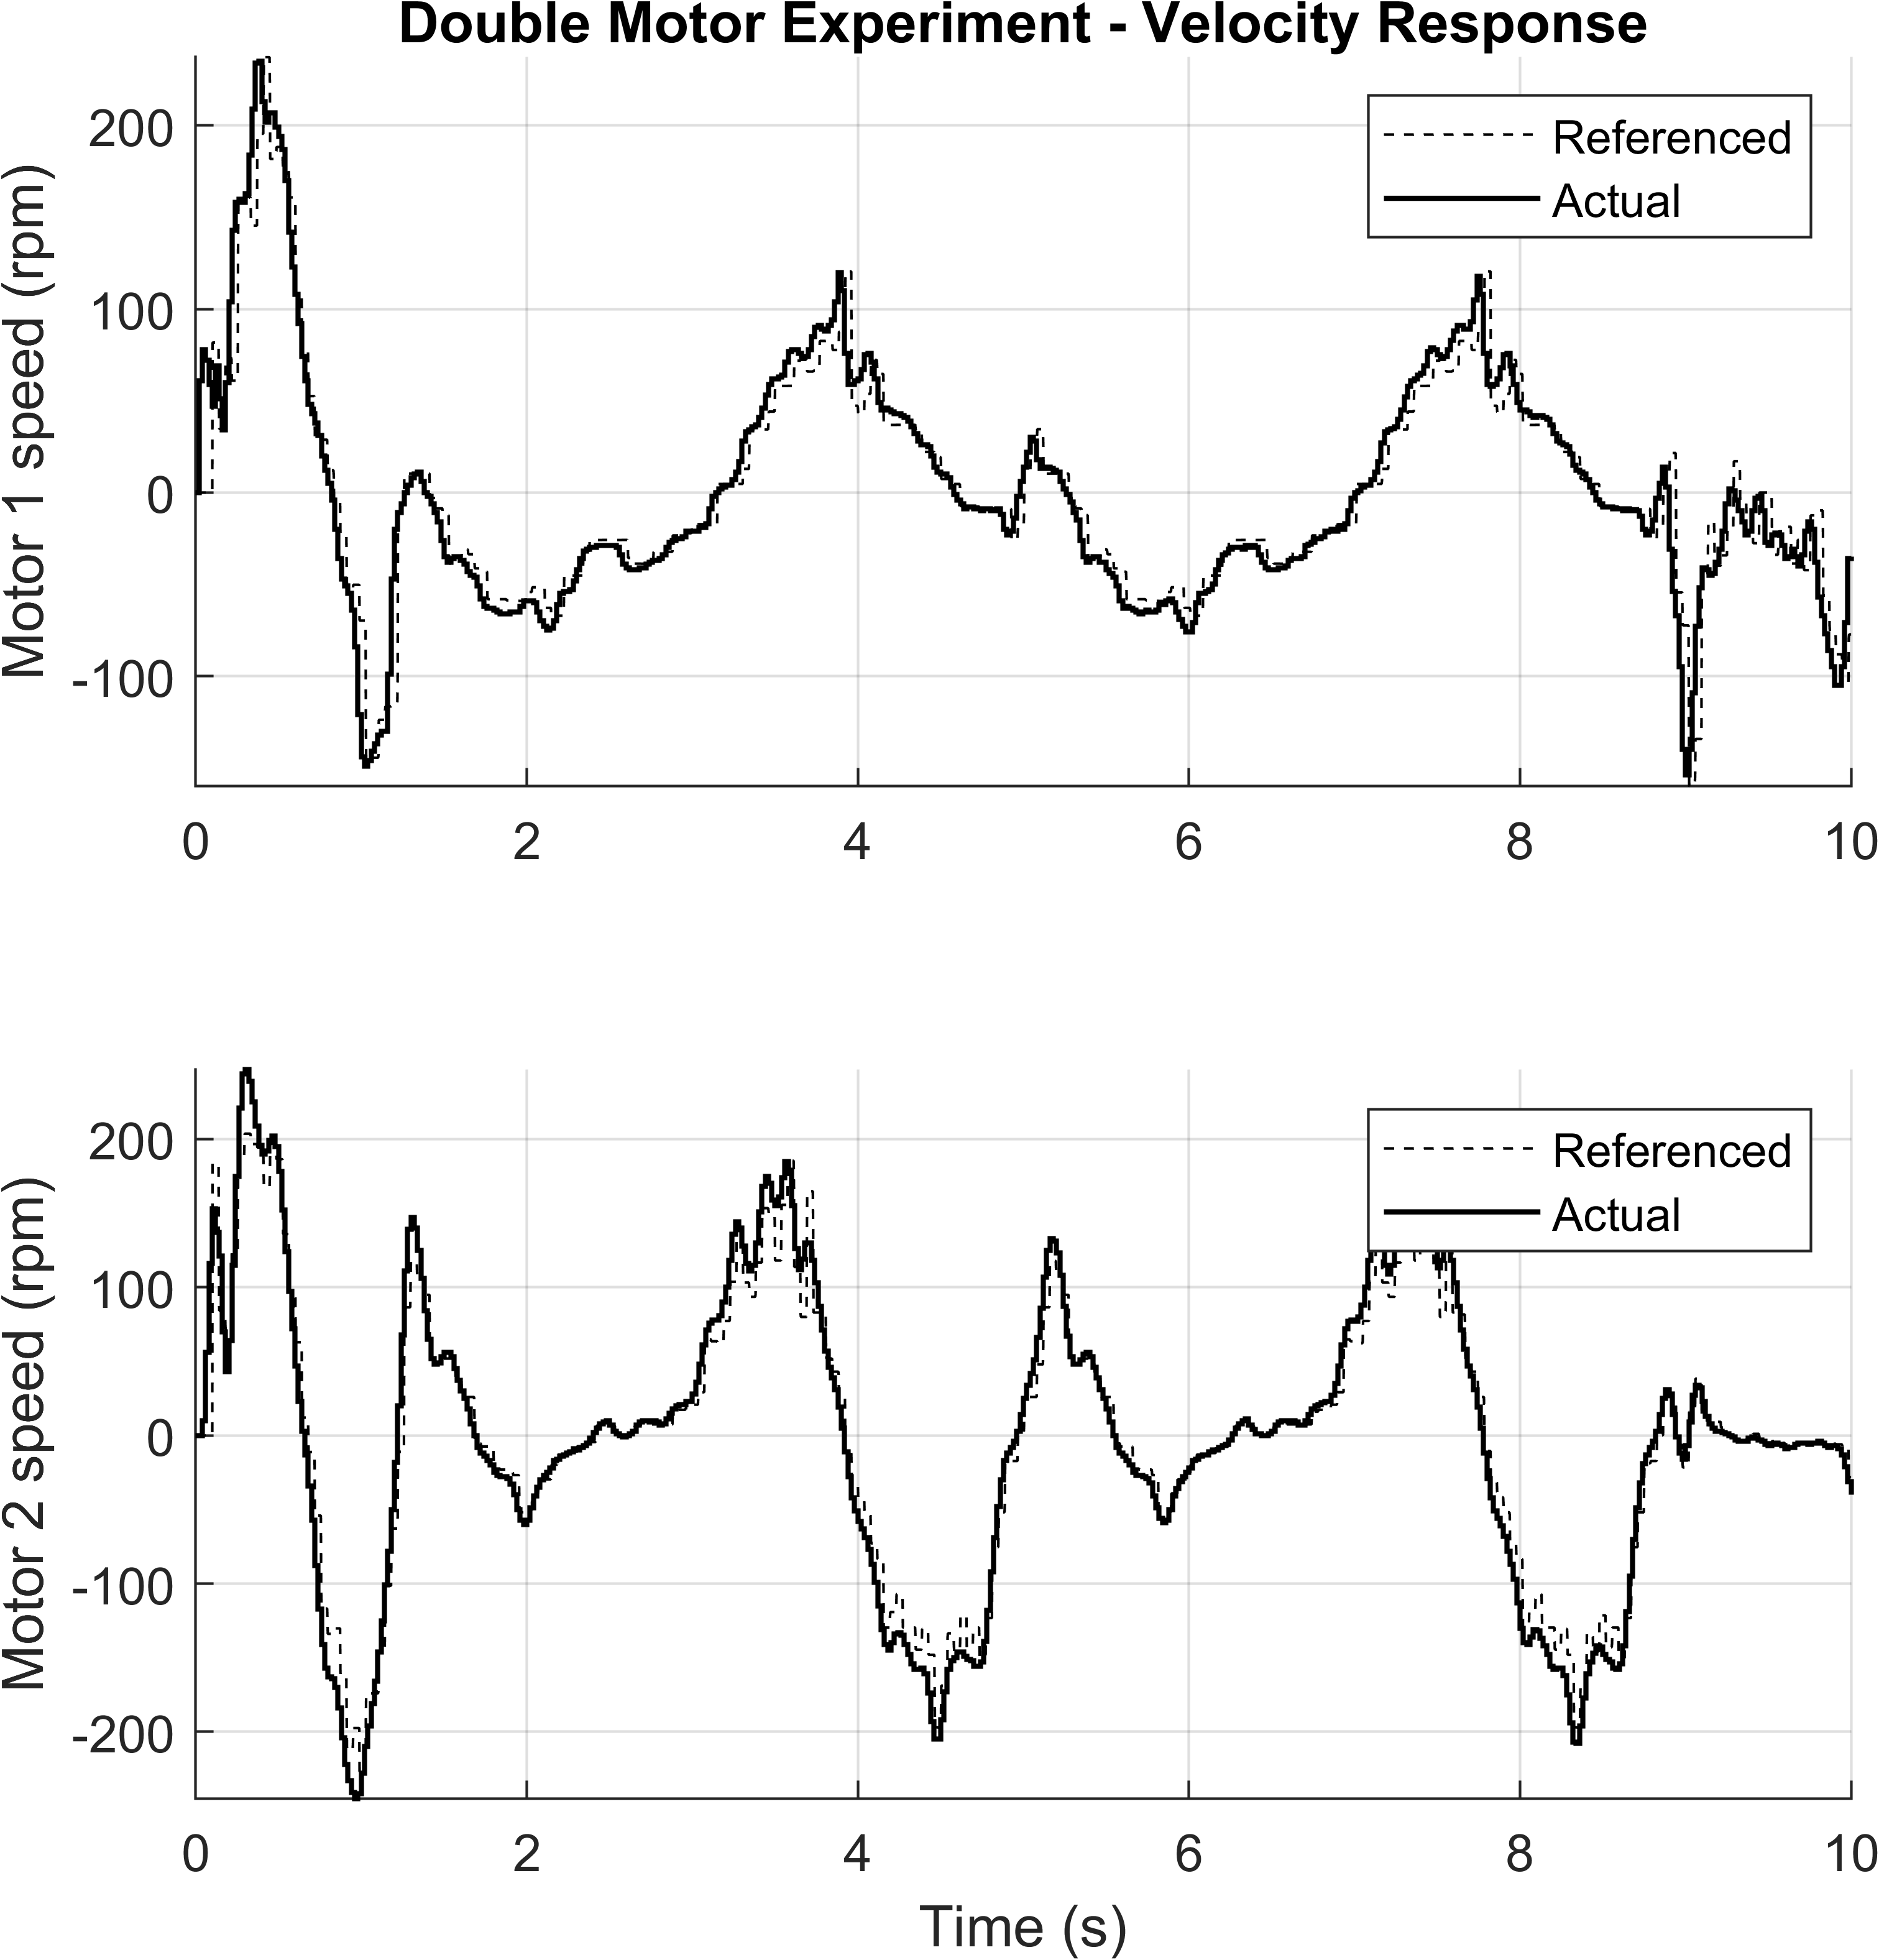 Double Motor Experiment - Velocity Response
Motor 1 speed (rpm)
200
100
0
-100
Referenced
Actual
0 2 4 6 8 10
Motor 2 speed (rpm)
200
100
0
-100
-200
Referenced
Actual
0 2 4 6 8 10
Time (s)